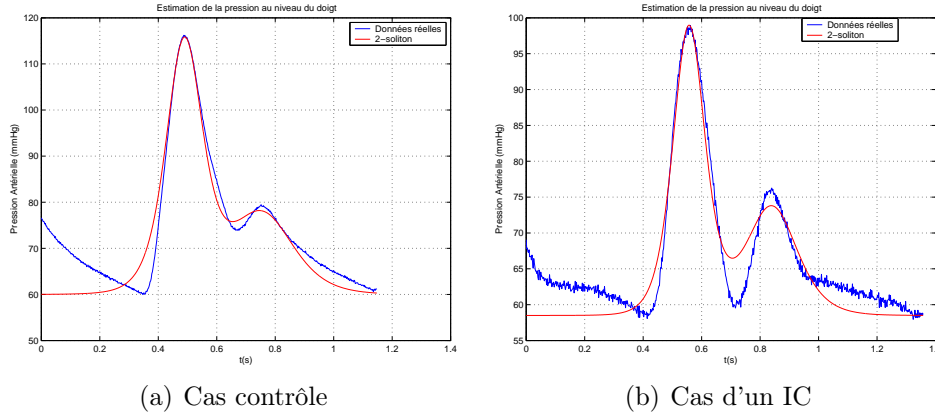 Estimation de la pression au niveau du doigt
Pression Artérielle (mmHg)
120
110
100
90
80
70
60
50
0
0.2
0.4
0.6
0.8
1
1.2
1.4
t(s)
Données réelles
2−soliton
(a) Cas contrôle
Estimation de la pression au niveau du doigt
Pression Artérielle (mmHg)
100
95
90
85
80
75
70
65
60
55
0
0.2
0.4
0.6
0.8
1
1.2
1.4
t(s)
Données réelles
2−soliton
(b) Cas d'un IC